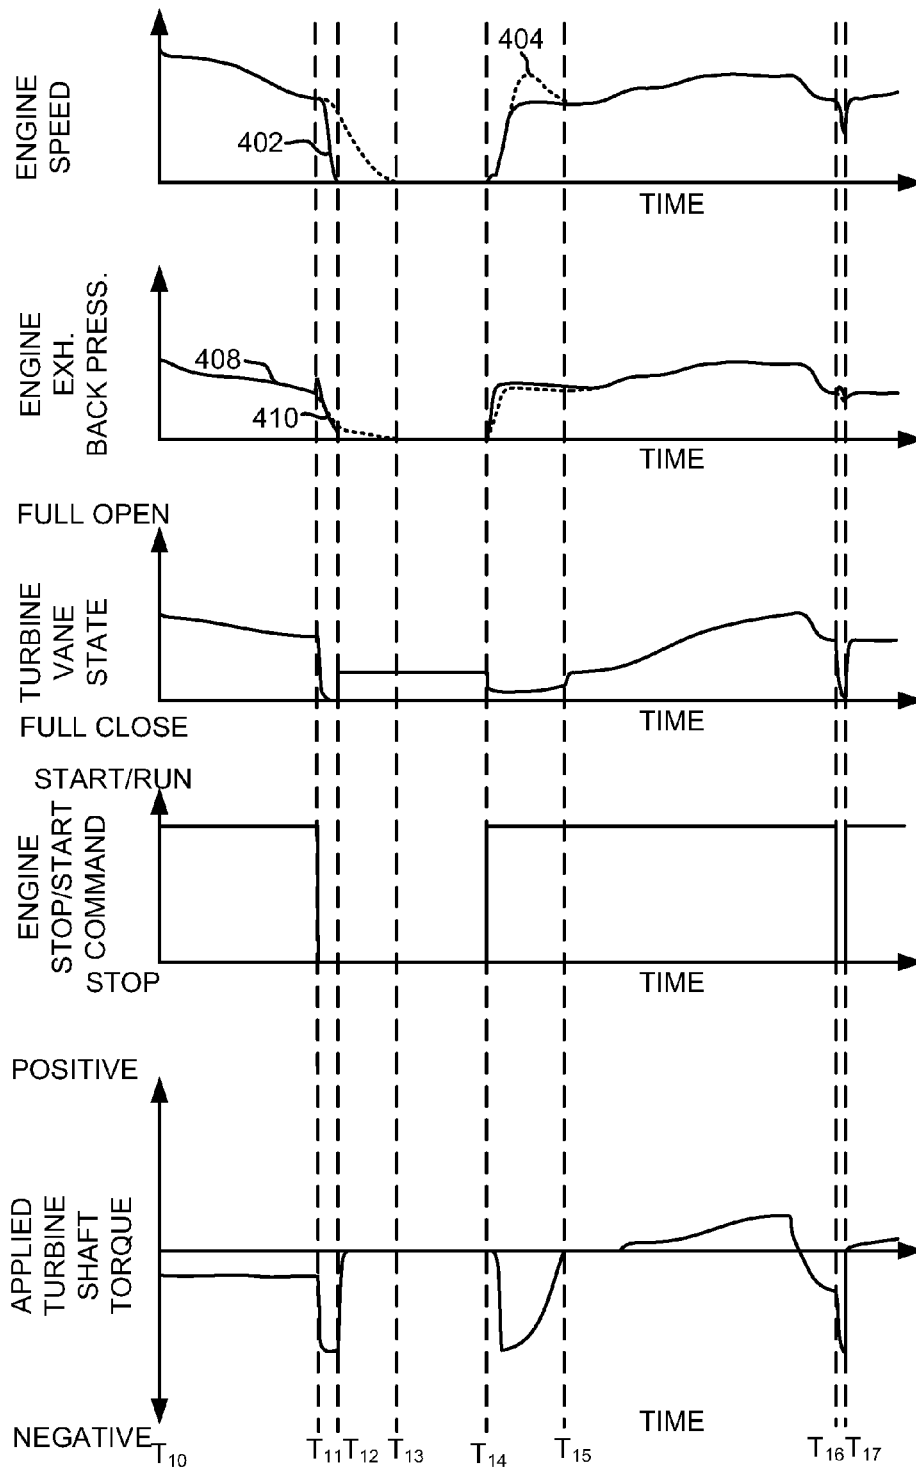 ENGINE
SPEED
402
404
TIME
ENGINE
EXH.
BACK PRESS.
408
410
TIME
FULL OPEN
TURBINE
VANE
STATE
FULL CLOSE
TIME
START/RUN
ENGINE
STOP/START
COMMAND
STOP
TIME
POSITIVE
APPLIED
TURBINE
SHAFT
TORQUE
NEGATIVE
TIME
T10 T11 T12 T13 T14 T15 T16 T17